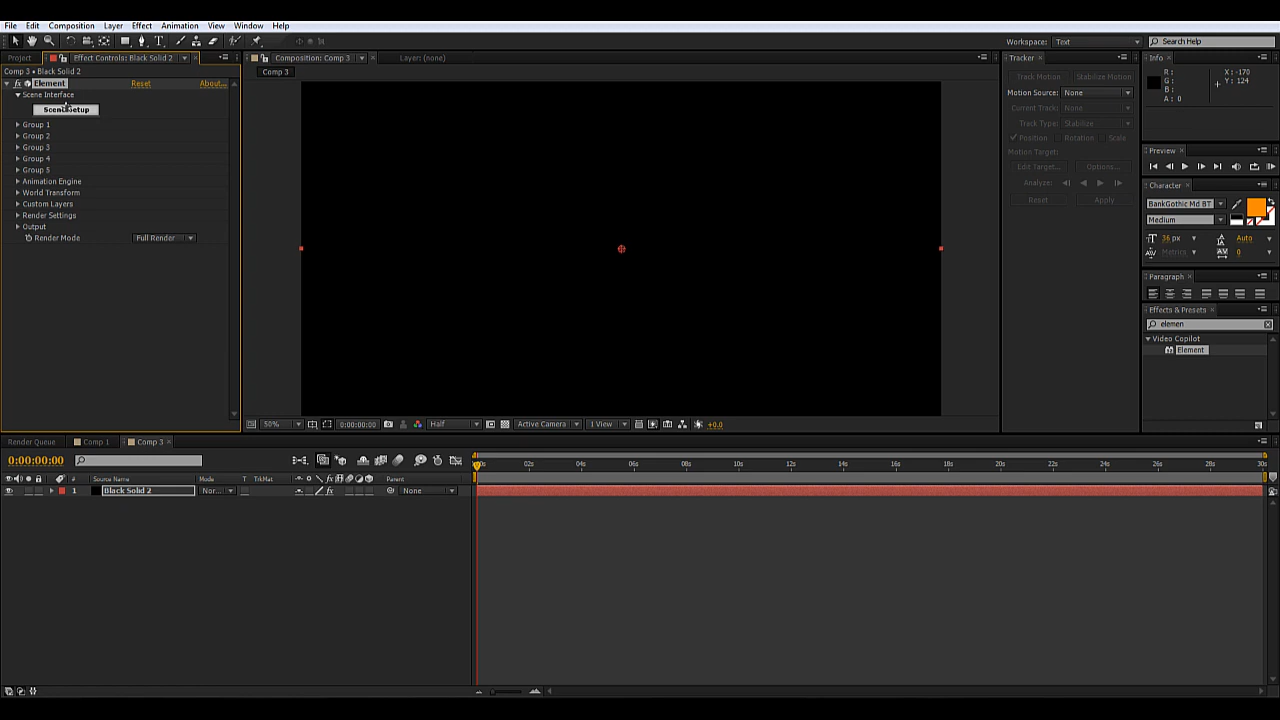 File Edit Composition Layer Effect Animation View Window Help
Workspace: Text Search Help
Project Effect Controls: Black Solid 2 Composition: Comp 3 Layer: (none) Tracker Info
Comp 3 • Black Solid 2
Comp 3
fx Element Reset About...
Scene Interface
Scene Setup
Group 1
Group 2
Group 3
Group 4
Group 5
Animation Engine
World Transform
Custom Layers
Render Settings
Output
Render Mode Full Render
Track Motion Stabilize Motion
Motion Source: None
Current Track: None
Track Type: Stabilize
Position Rotation Scale
Motion Target:
Edit Target... Options...
Analyze:
Reset Apply
R:
G:
B:
A: 0
X: -170
Y: 124
Preview
Character
BankGothic Md BT
Medium
36 px Auto
Metrics 0
Paragraph
Effects & Presets
elemen
Video Copilot
Element
50% 0:00:00:00 Half Active Camera 1 View +0.0
Render Queue Comp 1 Comp 3
0:00:00:00
# Source Name Mode T TrkMat Parent
1 Black Solid 2 Nor... None
02s 04s 06s 08s 10s 12s 14s 16s 18s 20s 22s 24s 26s 28s 30s